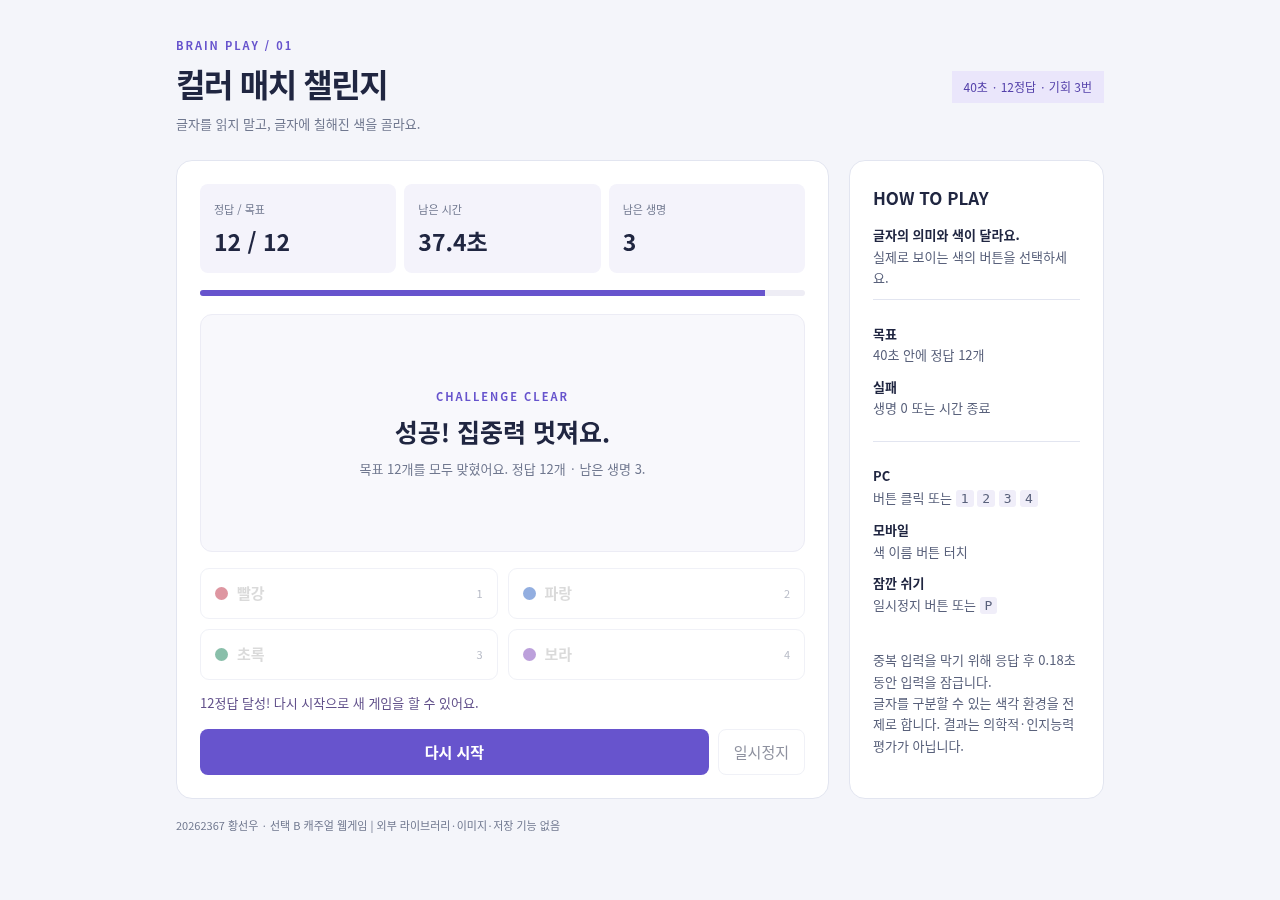 BRAIN PLAY / 01
컬러 매치 챌린지
40초 · 12정답 · 기회 3번
글자를 읽지 말고, 글자에 칠해진 색을 골라요.
정답 / 목표
12 / 12
남은 시간
37.4초
남은 생명
3
CHALLENGE CLEAR
성공! 집중력 멋져요.
목표 12개를 모두 맞혔어요. 정답 12개 · 남은 생명 3.
빨강 1
파랑 2
초록 3
보라 4
12정답 달성! 다시 시작으로 새 게임을 할 수 있어요.
다시 시작
일시정지
HOW TO PLAY
글자의 의미와 색이 달라요.
실제로 보이는 색의 버튼을 선택하세
요.
목표
40초 안에 정답 12개
실패
생명 0 또는 시간 종료
PC
버튼 클릭 또는 1 2 3 4
모바일
색 이름 버튼 터치
잠깐 쉬기
일시정지 버튼 또는 P
중복 입력을 막기 위해 응답 후 0.18초
동안 입력을 잠급니다.
글자를 구분할 수 있는 색각 환경을 전
제로 합니다. 결과는 의학적·인지능력
평가가 아닙니다.
20262367 황선우 · 선택 B 캐주얼 웹게임 | 외부 라이브러리·이미지·저장 기능 없음